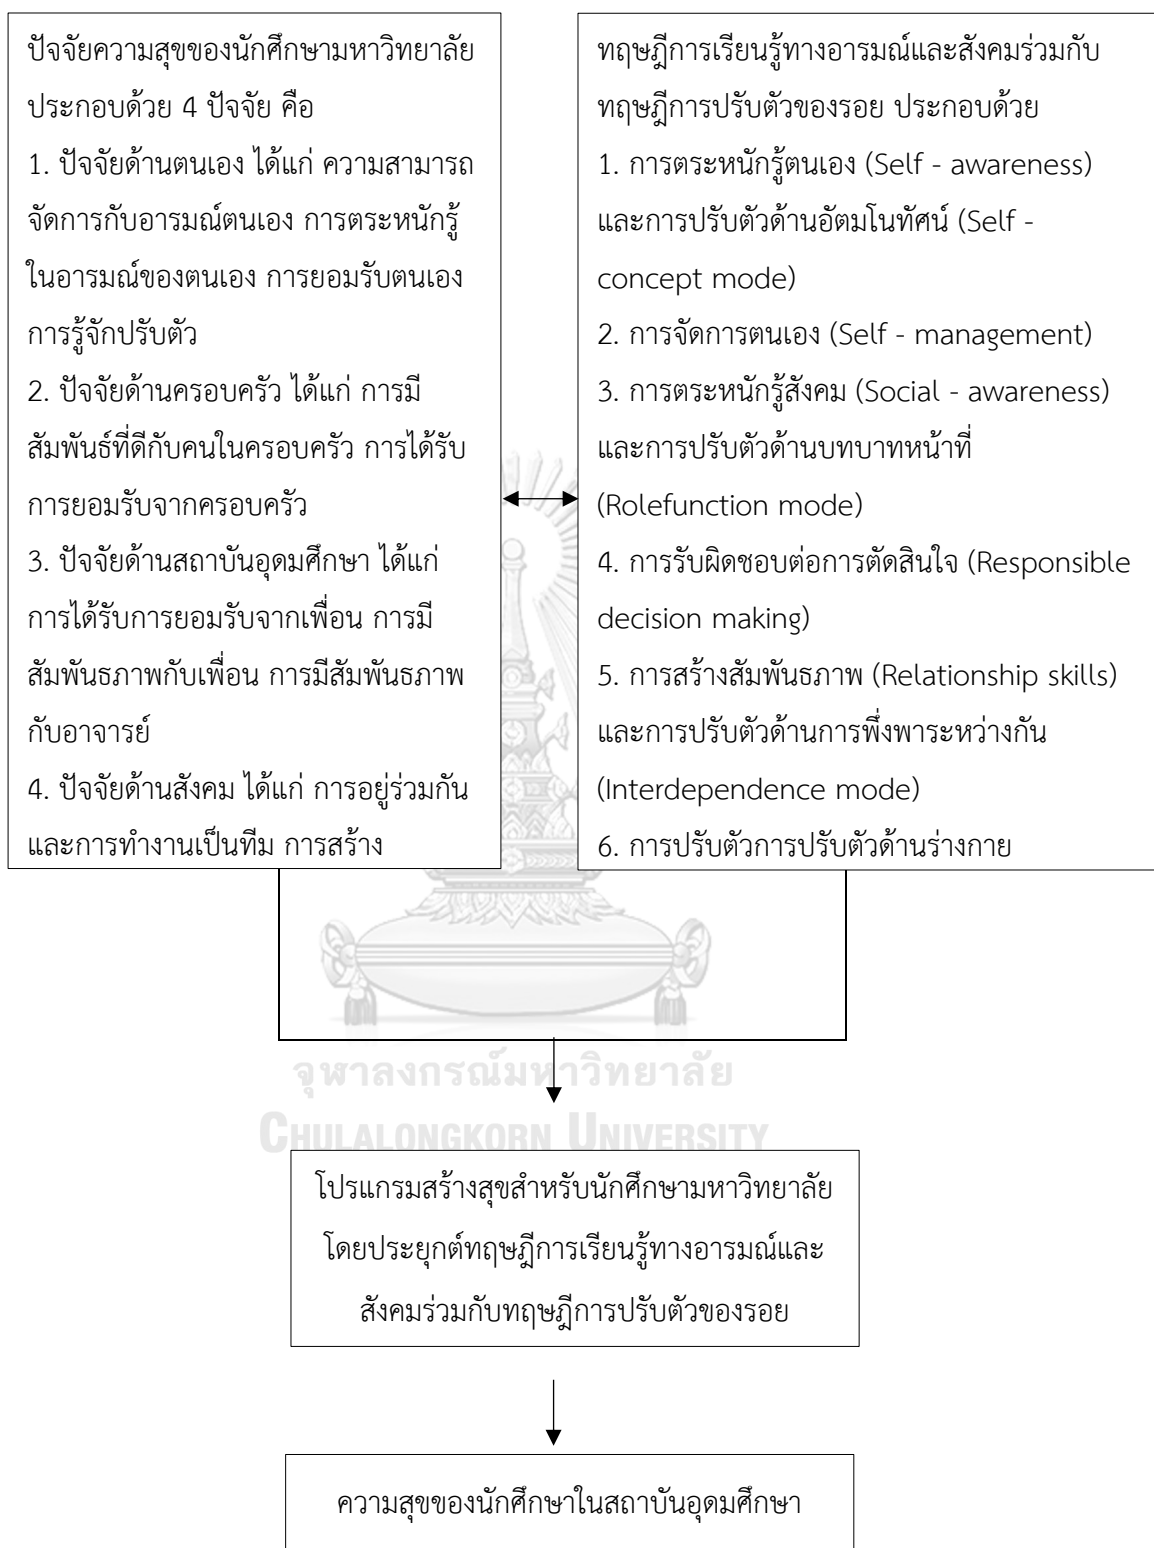 ปัจจัยความสุขของนักศึกษามหาวิทยาลัย
ประกอบด้วย 4 ปัจจัย คือ
1. ปัจจัยด้านตนเอง ได้แก่ ความสามารถ
จัดการกับอารมณ์ตนเอง การตระหนักรู้
ในอารมณ์ของตนเอง การยอมรับตนเอง
การรู้จักปรับตัว
2. ปัจจัยด้านครอบครัว ได้แก่ การมี
สัมพันธ์ที่ดีกับคนในครอบครัว การได้รับ
การยอมรับจากครอบครัว
3. ปัจจัยด้านสถาบันอุดมศึกษา ได้แก่
การได้รับการยอมรับจากเพื่อน การมี
สัมพันธภาพกับเพื่อน การมีสัมพันธภาพ
กับอาจารย์
4. ปัจจัยด้านสังคม ได้แก่ การอยู่ร่วมกัน
และการทำงานเป็นทีม การสร้าง
ทฤษฎีการเรียนรู้ทางอารมณ์และสังคมร่วมกับ
ทฤษฎีการปรับตัวของรอย ประกอบด้วย
1. การตระหนักรู้ตนเอง (Self - awareness)
และการปรับตัวด้านอัตมโนทัศน์ (Self -
concept mode)
2. การจัดการตนเอง (Self - management)
3. การตระหนักรู้สังคม (Social - awareness)
และการปรับตัวด้านบทบาทหน้าที่
(Rolefunction mode)
4. การรับผิดชอบต่อการตัดสินใจ (Responsible
decision making)
5. การสร้างสัมพันธภาพ (Relationship skills)
และการปรับตัวด้านการพึ่งพาระหว่างกัน
(Interdependence mode)
6. การปรับตัวการปรับตัวด้านร่างกาย
จุฬาลงกรณ์มหาวิทยาลัย
CHULALONGKORN UNIVERSITY
โปรแกรมสร้างสุขสำหรับนักศึกษามหาวิทยาลัย
โดยประยุกต์ทฤษฎีการเรียนรู้ทางอารมณ์และ
สังคมร่วมกับทฤษฎีการปรับตัวของรอย
ความสุขของนักศึกษาในสถาบันอุดมศึกษา